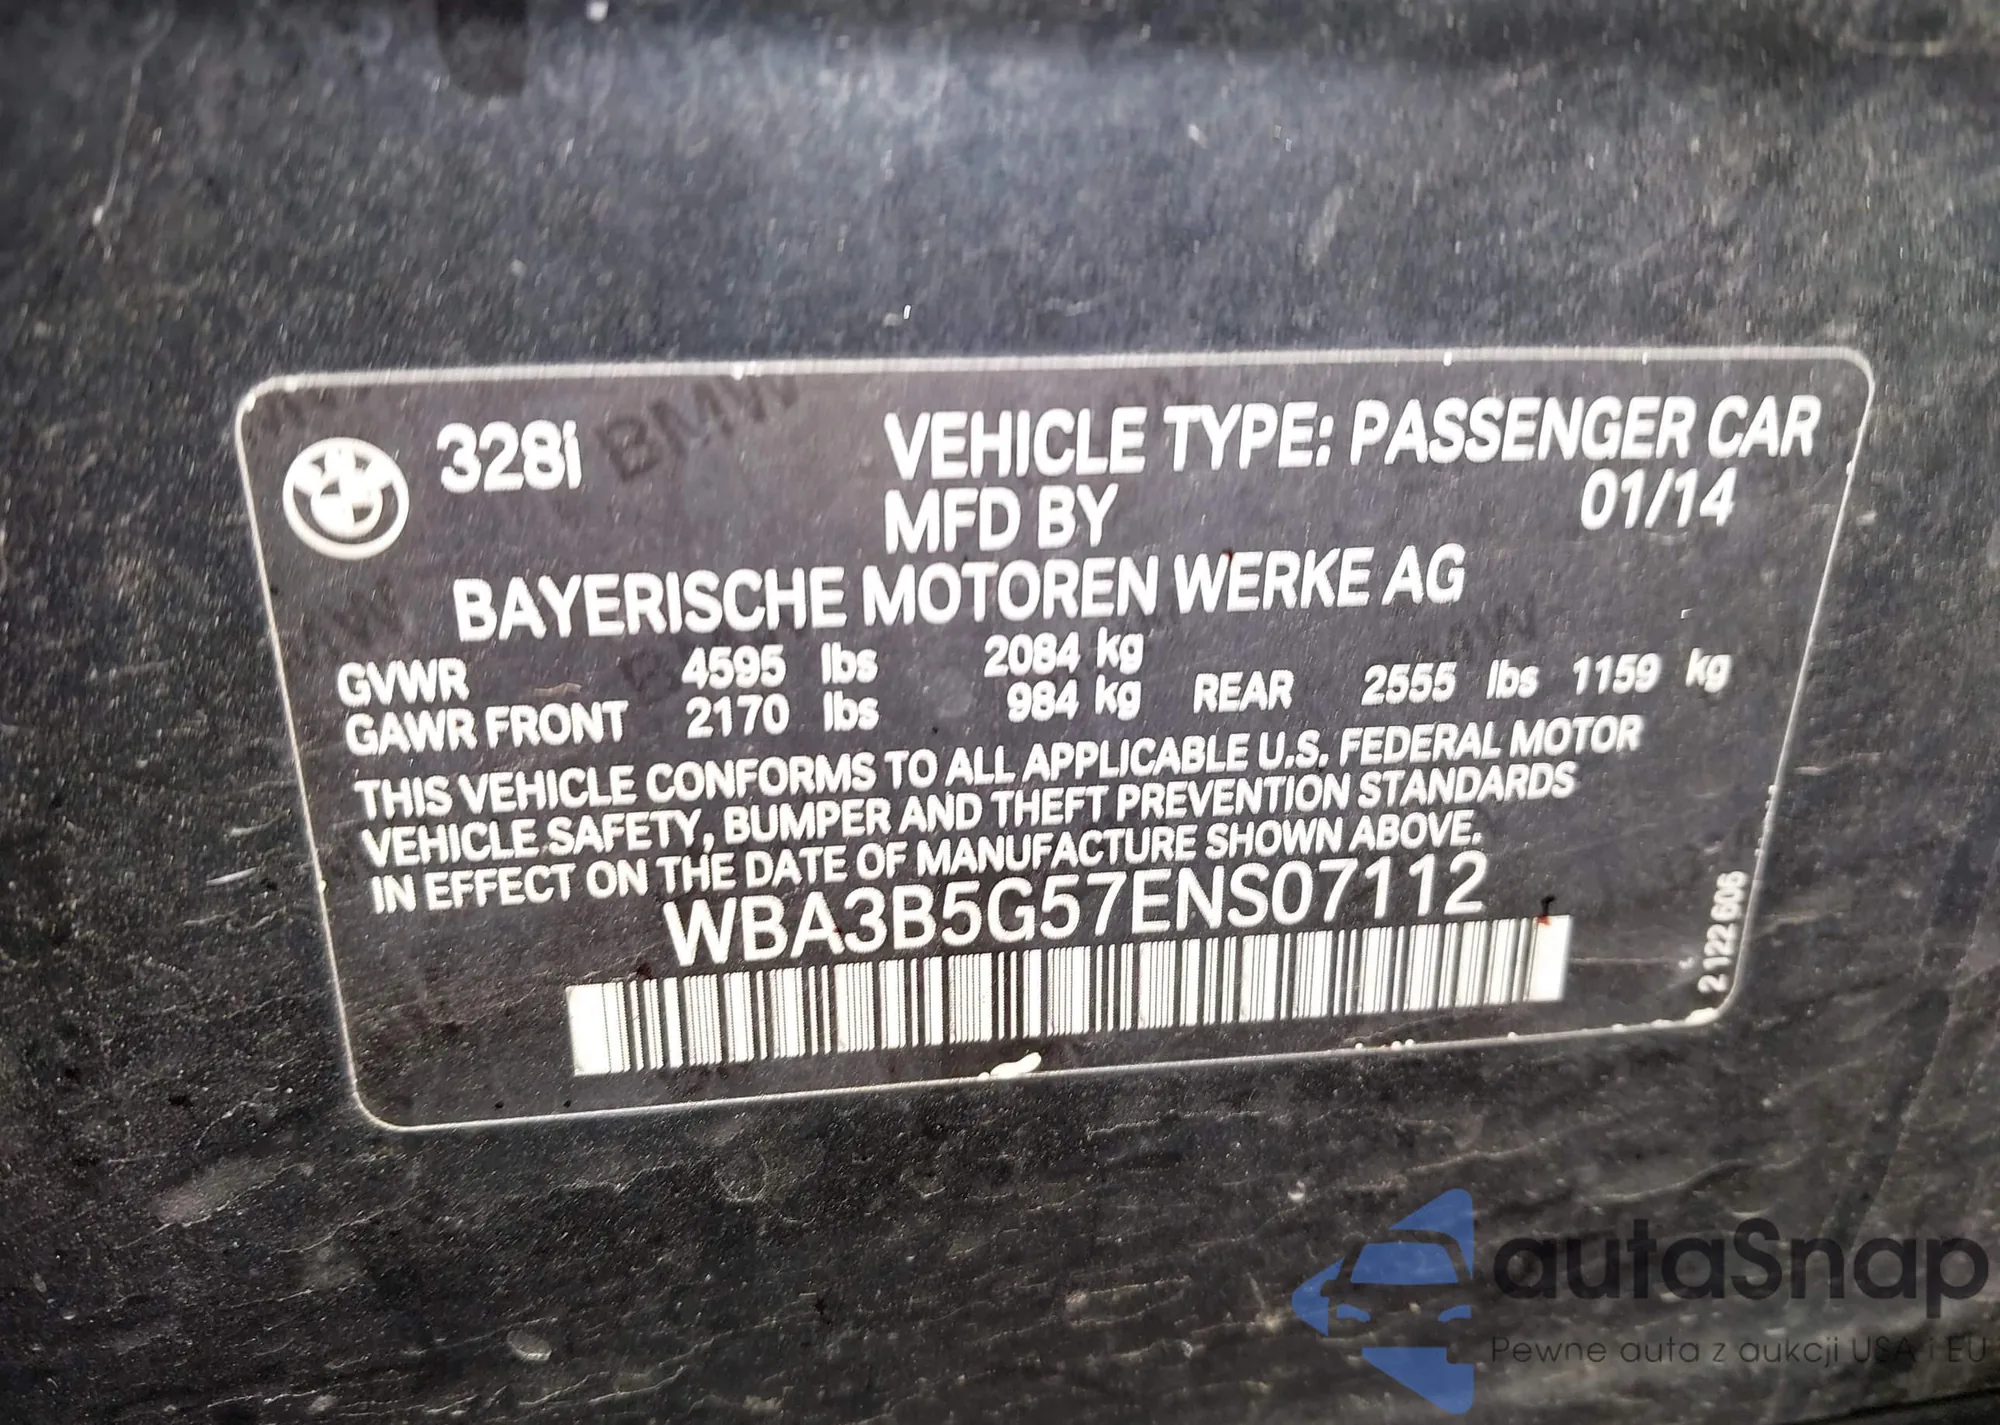 328i
VEHICLE TYPE: PASSENGER CAR
MFD BY 01/14
BAYERISCHE MOTOREN WERKE AG
GVWR 4595 lbs 2084 kg
GAWR FRONT 2170 lbs 984 kg REAR 2555 lbs 1159 kg
THIS VEHICLE CONFORMS TO ALL APPLICABLE U.S. FEDERAL MOTOR
VEHICLE SAFETY, BUMPER AND THEFT PREVENTION STANDARDS
IN EFFECT ON THE DATE OF MANUFACTURE SHOWN ABOVE.
WBA3B5G57ENS07112
2 122 606
autaSnap
Pewne auta z aukcji USA i EU